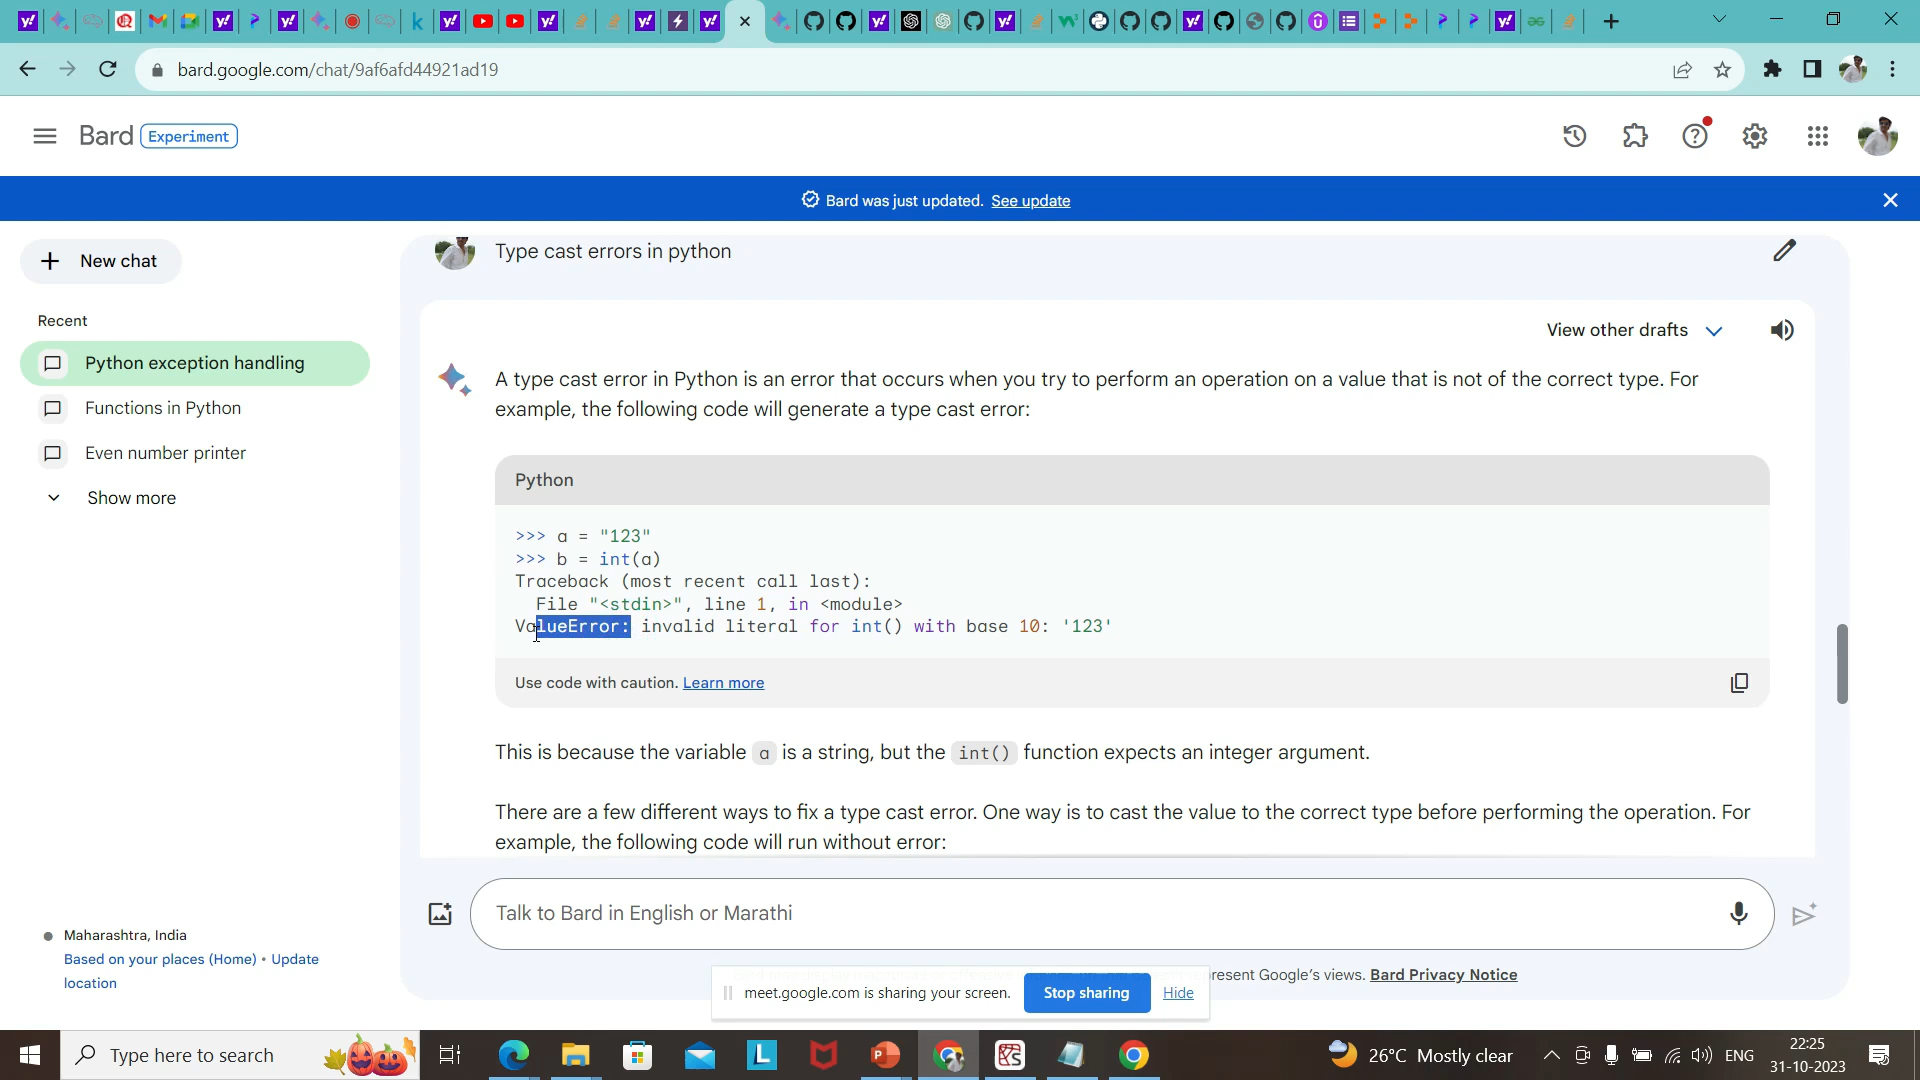 bard.google.com/chat/9af6afd44921ad19
Bard Experiment
Bard was just updated. See update
New chat
Recent
Python exception handling
Functions in Python
Even number printer
Show more
Maharashtra, India
Based on your places (Home) • Update
location
Type cast errors in python
View other drafts
A type cast error in Python is an error that occurs when you try to perform an operation on a value that is not of the correct type. For
example, the following code will generate a type cast error:
Python
>>> a = "123"
>>> b = int(a)
Traceback (most recent call last):
File "<stdin>", line 1, in <module>
ValueError: invalid literal for int() with base 10: '123'
Use code with caution. Learn more
This is because the variable a is a string, but the int() function expects an integer argument.
There are a few different ways to fix a type cast error. One way is to cast the value to the correct type before performing the operation. For
example, the following code will run without error:
Talk to Bard in English or Marathi
present Google's views. Bard Privacy Notice
meet.google.com is sharing your screen. Stop sharing Hide
Type here to search
26°C Mostly clear
ENG
22:25
31-10-2023